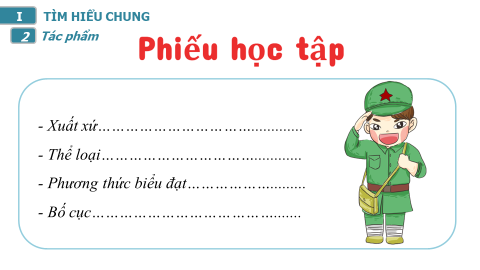 I TÌM HIỂU CHUNG
2 Tác phẩm
Phiếu học tập
- Xuất xứ……………………………..............
- Thể loại……………………………...........
- Phương thức biểu đạt………………...........
- Bố cục………………………………..........